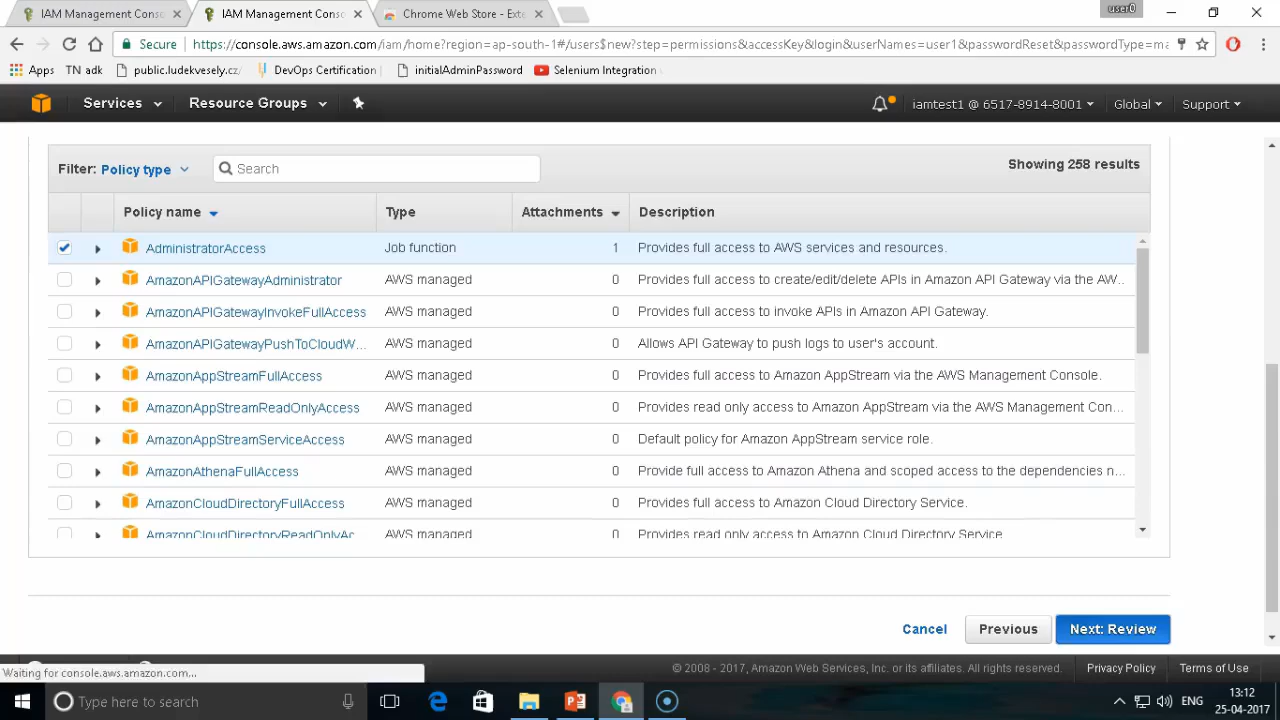 IAM Management Conso
IAM Management Conso
Chrome Web Store - Exte
user0
Secure
https://console.aws.amazon.com/iam/home?region=ap-south-1#/users$new?step=permissions&accessKey&login&userNames=user1&passwordReset&passwordType=ma
Apps
TN adk
public.ludekvesely.cz/
DevOps Certification
initialAdminPassword
Selenium Integration
Services
Resource Groups
iamtest1 @ 6517-8914-8001
Global
Support
Filter: Policy type
Search
Showing 258 results
Policy name
Type
Attachments
Description
AdministratorAccess
Job function
1
Provides full access to AWS services and resources.
AmazonAPIGatewayAdministrator
AWS managed
0
Provides full access to create/edit/delete APIs in Amazon API Gateway via the AW...
AmazonAPIGatewayInvokeFullAccess
AWS managed
0
Provides full access to invoke APIs in Amazon API Gateway.
AmazonAPIGatewayPushToCloudW...
AWS managed
0
Allows API Gateway to push logs to user's account.
AmazonAppStreamFullAccess
AWS managed
0
Provides full access to Amazon AppStream via the AWS Management Console.
AmazonAppStreamReadOnlyAccess
AWS managed
0
Provides read only access to Amazon AppStream via the AWS Management Con...
AmazonAppStreamServiceAccess
AWS managed
0
Default policy for Amazon AppStream service role.
AmazonAthenaFullAccess
AWS managed
0
Provide full access to Amazon Athena and scoped access to the dependencies n...
AmazonCloudDirectoryFullAccess
AWS managed
0
Provides full access to Amazon Cloud Directory Service.
AmazonCloudDirectoryReadOnlyAc
AWS managed
0
Provides read only access to Amazon Cloud Directory Service
Cancel
Previous
Next: Review
Waiting for console.aws.amazon.com...
© 2008 - 2017, Amazon Web Services, Inc. or its affiliates. All rights reserved.
Privacy Policy
Terms of Use
Type here to search
ENG
13:12
25-04-2017